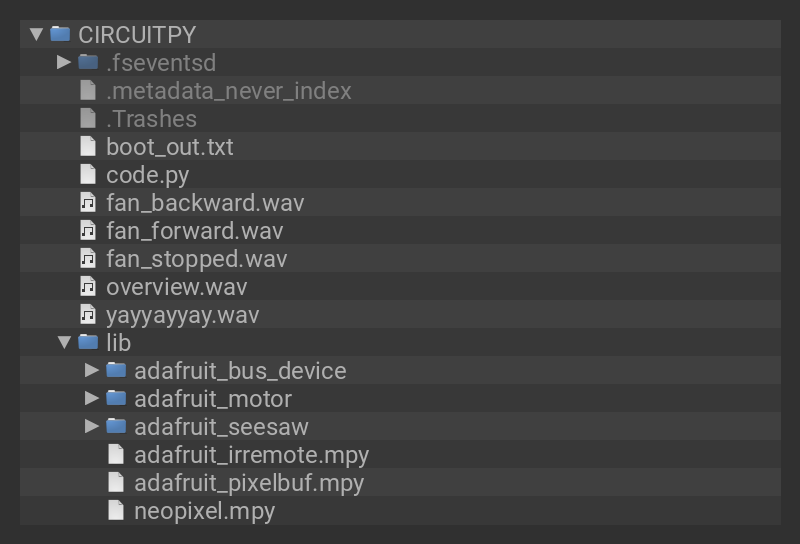 CIRCUITPY
.fseventsd
.metadata_never_index
.Trashes
boot_out.txt
code.py
fan_backward.wav
fan_forward.wav
fan_stopped.wav
overview.wav
yayyayyay.wav
lib
adafruit_bus_device
adafruit_motor
adafruit_seesaw
adafruit_irremote.mpy
adafruit_pixelbuf.mpy
neopixel.mpy